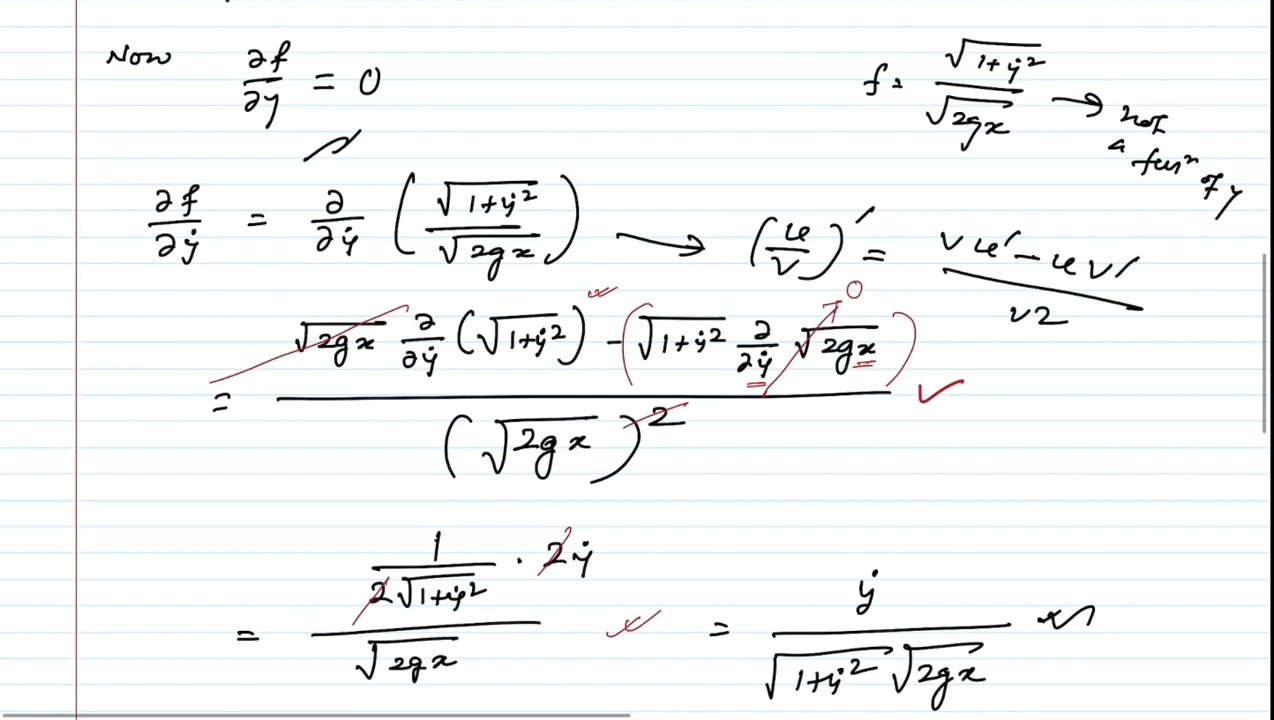 Now ∂f/∂y = 0
f = √(1+ẏ²) / √(2gx) → not a funⁿ of y
∂f/∂ẏ = ∂/∂ẏ ( √(1+ẏ²) / √(2gx) ) → (u/v)′ = (vu′ − uv′) / v2
= ( √(2gx) ∂/∂ẏ (√(1+ẏ²)) − ( √(1+ẏ²) ∂/∂ẏ √(2gx) ) ) / (√(2gx))² ✓
0
= ( 1/(2√(1+ẏ²)) · 2ẏ ) / √(2gx) = ẏ / ( √(1+ẏ²) √(2gx) )